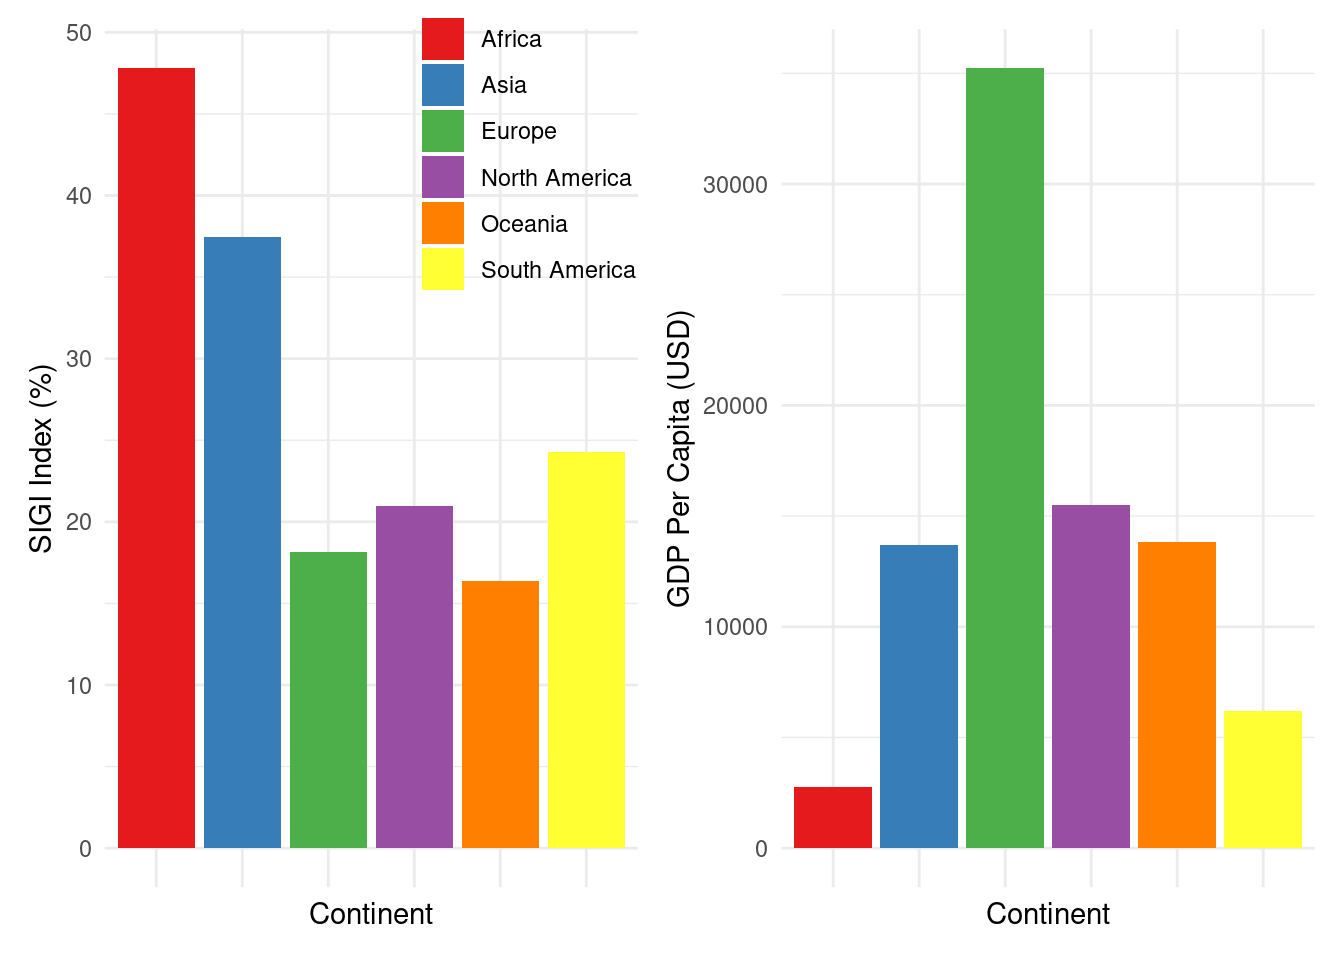 50
40
30
20
10
0
SIGI Index (%)
Continent
Africa
Asia
Europe
North America
Oceania
South America
30000
20000
10000
0
GDP Per Capita (USD)
Continent